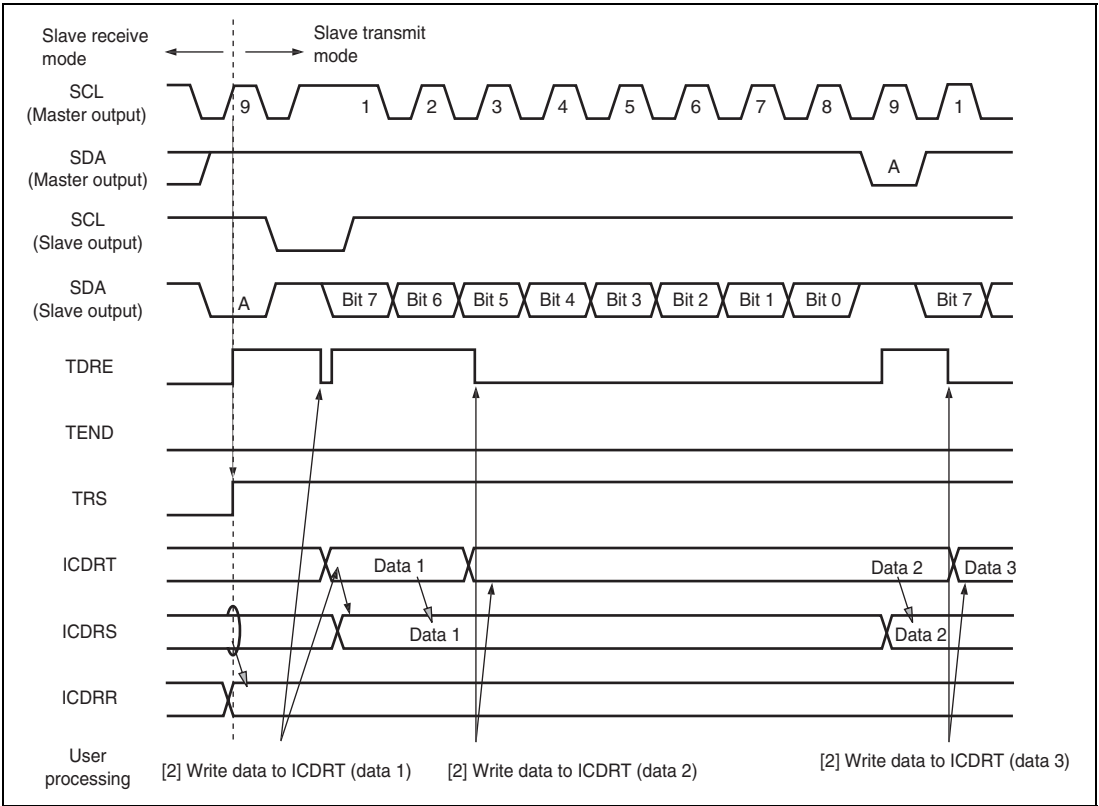 Slave receive
mode
Slave transmit
mode
SCL
(Master output)
9 1 2 3 4 5 6 7 8 9 1
SDA
(Master output)
A
SCL
(Slave output)
SDA
(Slave output)
A Bit 7 Bit 6 Bit 5 Bit 4 Bit 3 Bit 2 Bit 1 Bit 0 Bit 7
TDRE
TEND
TRS
ICDRT
Data 1 Data 2 Data 3
ICDRS
Data 1 Data 2
ICDRR
User
processing
[2] Write data to ICDRT (data 1) [2] Write data to ICDRT (data 2) [2] Write data to ICDRT (data 3)